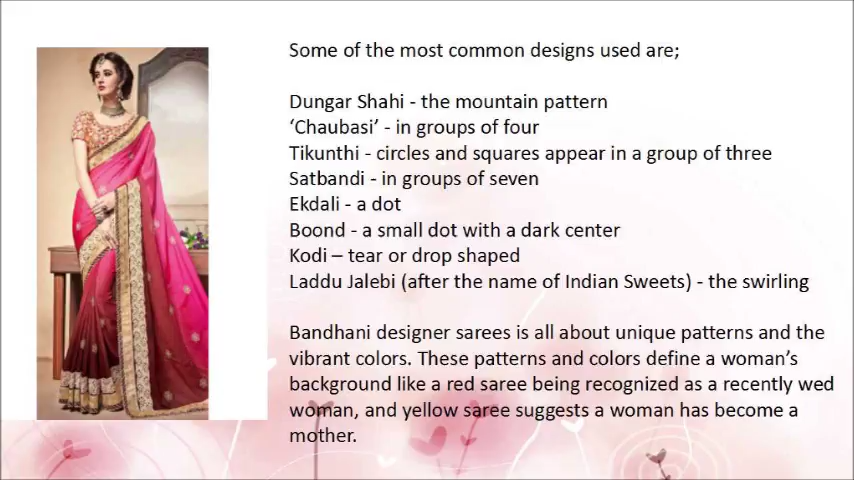 Some of the most common designs used are;
Dungar Shahi - the mountain pattern
‘Chaubasi’ - in groups of four
Tikunthi - circles and squares appear in a group of three
Satbandi - in groups of seven
Ekdali - a dot
Boond - a small dot with a dark center
Kodi – tear or drop shaped
Laddu Jalebi (after the name of Indian Sweets) - the swirling
Bandhani designer sarees is all about unique patterns and the
vibrant colors. These patterns and colors define a woman’s
background like a red saree being recognized as a recently wed
woman, and yellow saree suggests a woman has become a
mother.